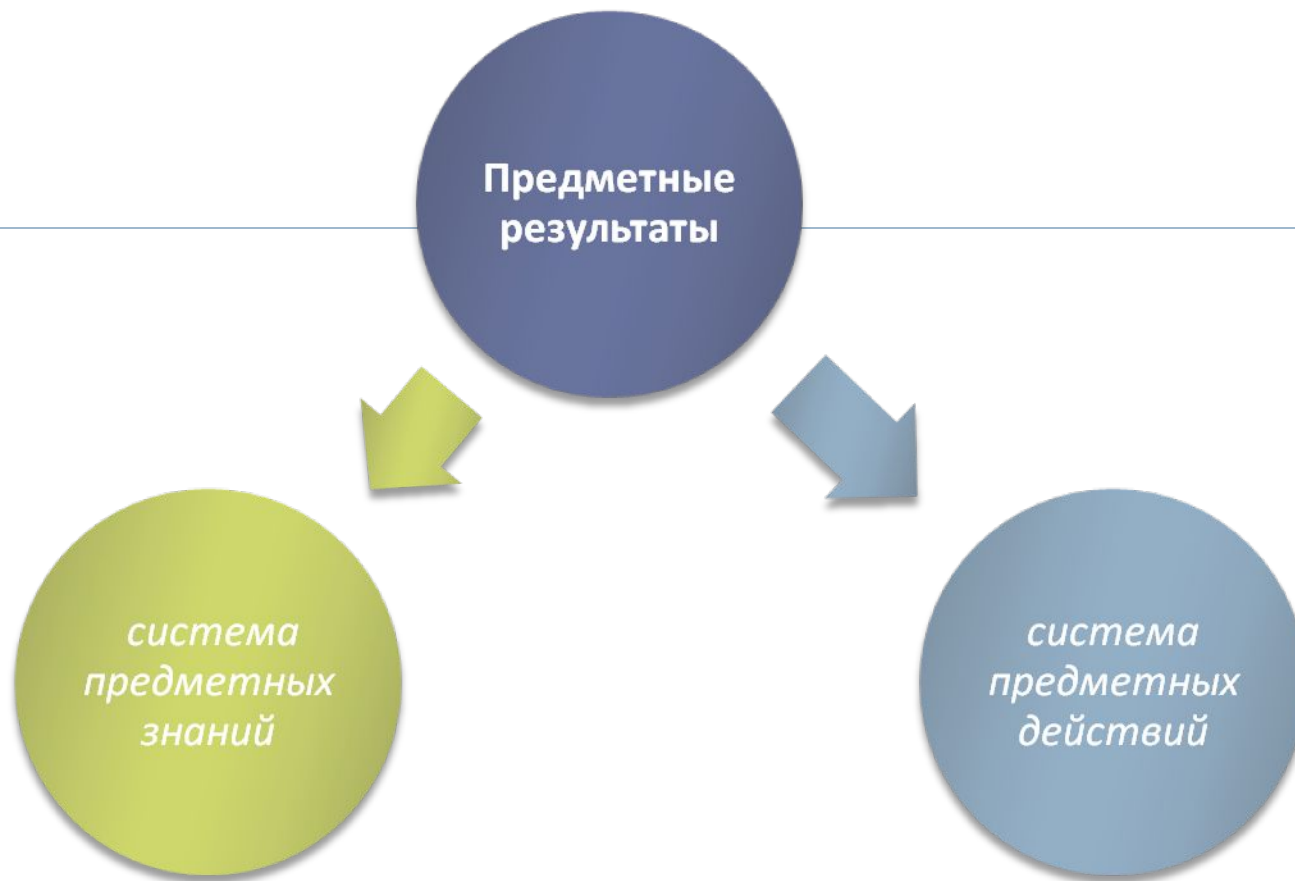 Предметные
результаты
система
предметных
знаний
система
предметных
действий